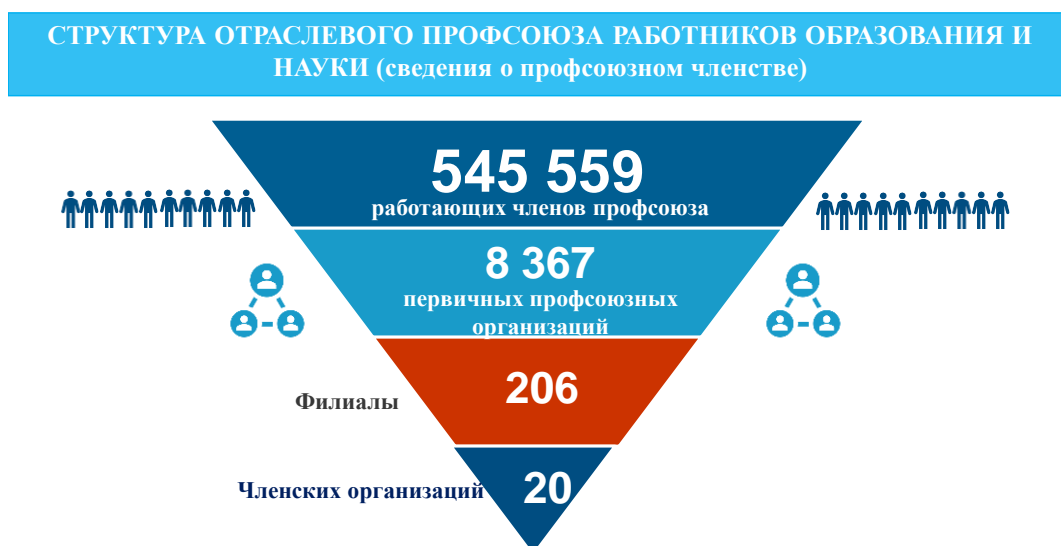 СТРУКТУРА ОТРАСЛЕВОГО ПРОФСОЮЗА РАБОТНИКОВ ОБРАЗОВАНИЯ И
НАУКИ (сведения о профсоюзном членстве)
545 559
работающих членов профсоюза
8 367
первичных профсоюзных
организаций
Филиалы
206
Членских организаций
20